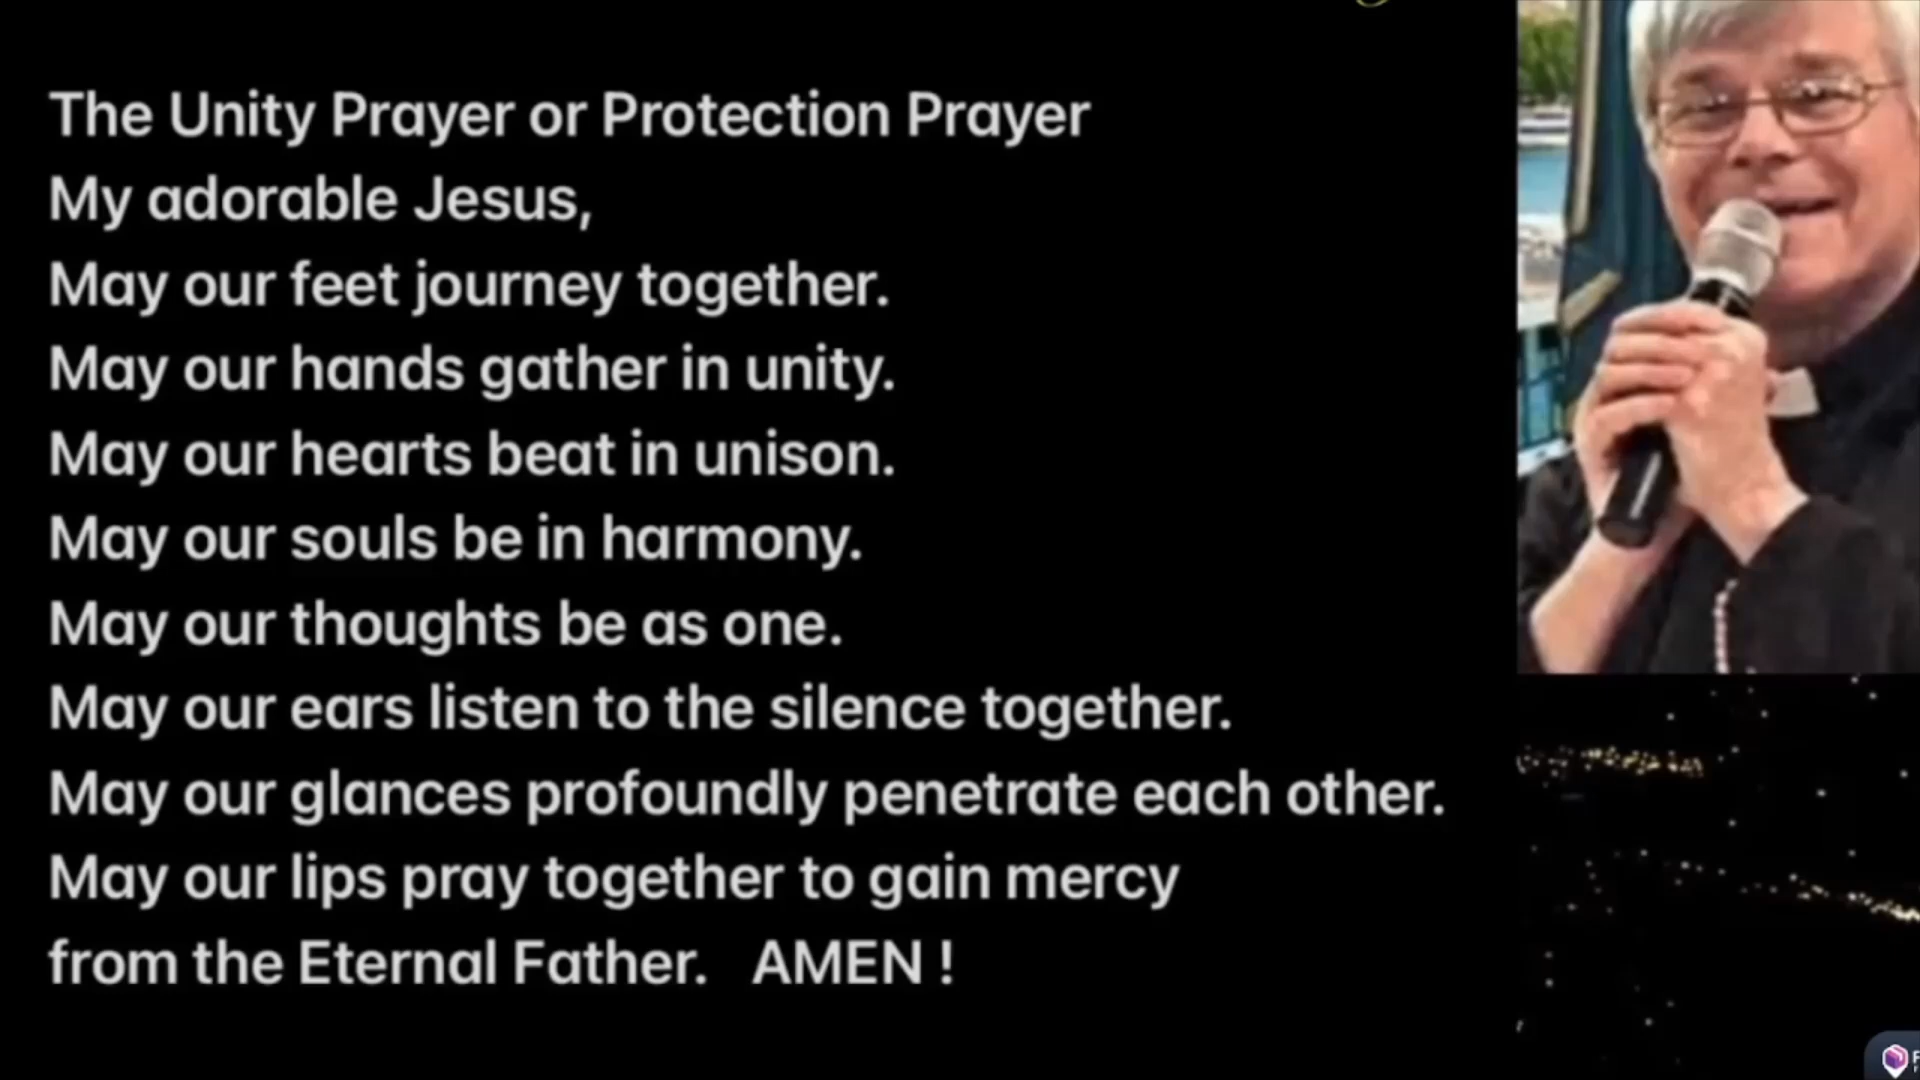 The Unity Prayer or Protection Prayer
My adorable Jesus,
May our feet journey together.
May our hands gather in unity.
May our hearts beat in unison.
May our souls be in harmony.
May our thoughts be as one.
May our ears listen to the silence together.
May our glances profoundly penetrate each other.
May our lips pray together to gain mercy
from the Eternal Father.   AMEN !